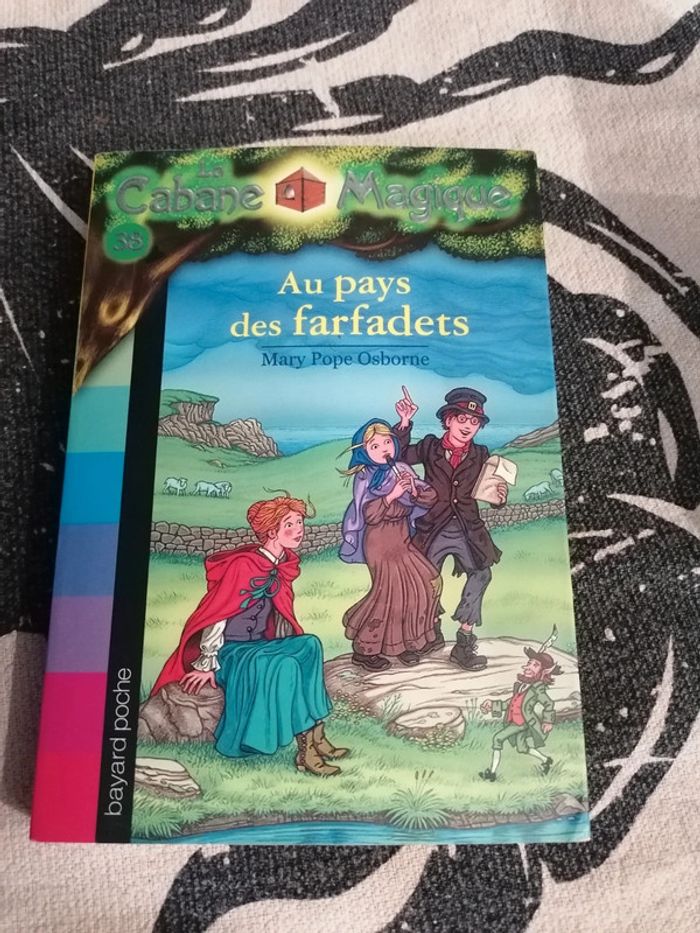 La
Cabane Magique
38
Au pays
des farfadets
Mary Pope Osborne
bayard poche